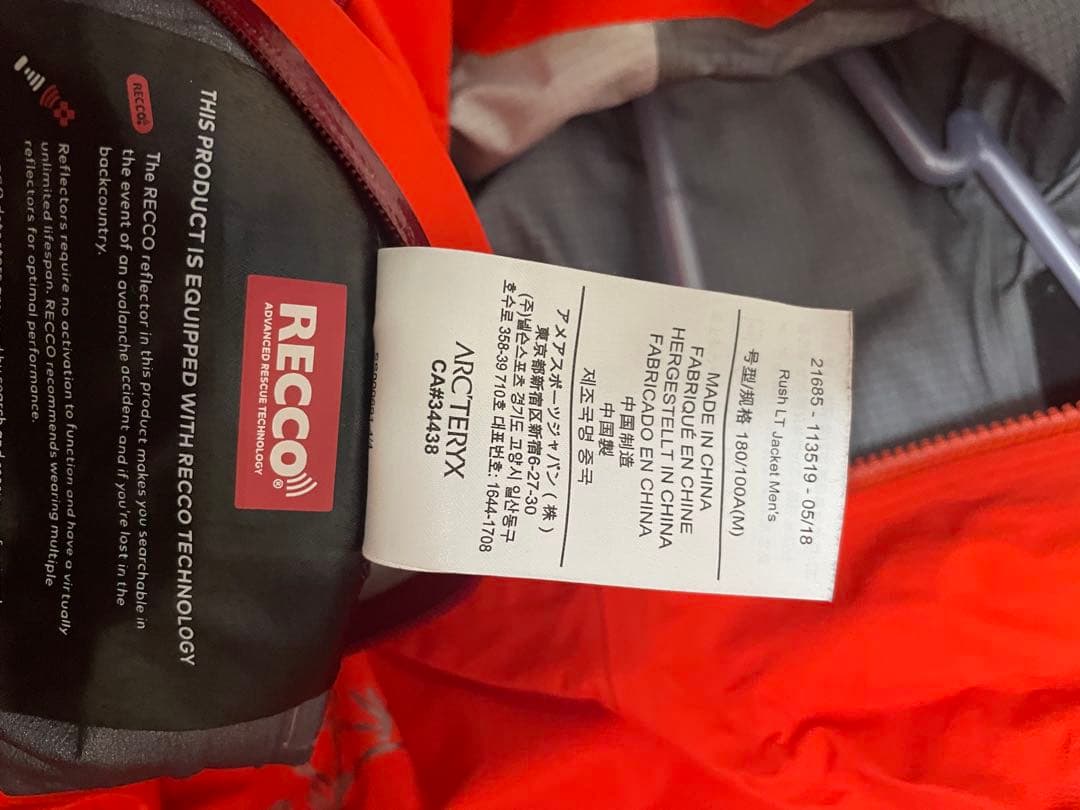 21685 - 113519 - 05/18
Rush LT Jacket Men's
号型/规格 180/100A(M)
MADE IN CHINA
FABRIQUÉ EN CHINE
HERGESTELLT IN CHINA
FABRICADO EN CHINA
中国制造
中国製
제조국명 중국
アメアスポーツジャパン（株）
東京都新宿区新宿6-27-30
(주)넬슨스포츠 경기도 고양시 일산동구
호수로 358-39 710호 대표번호: 1644-1708
ARC'TERYX
CA#34438
RECCO®
ADVANCED RESCUE TECHNOLOGY
THIS PRODUCT IS EQUIPPED WITH RECCO TECHNOLOGY
RECCO®
The RECCO reflector in this product makes you searchable in
the event of an avalanche accident and if you're lost in the
backcountry.
Reflectors require no activation to function and have a virtually
unlimited lifespan. RECCO recommends wearing multiple
reflectors for optimal performance.